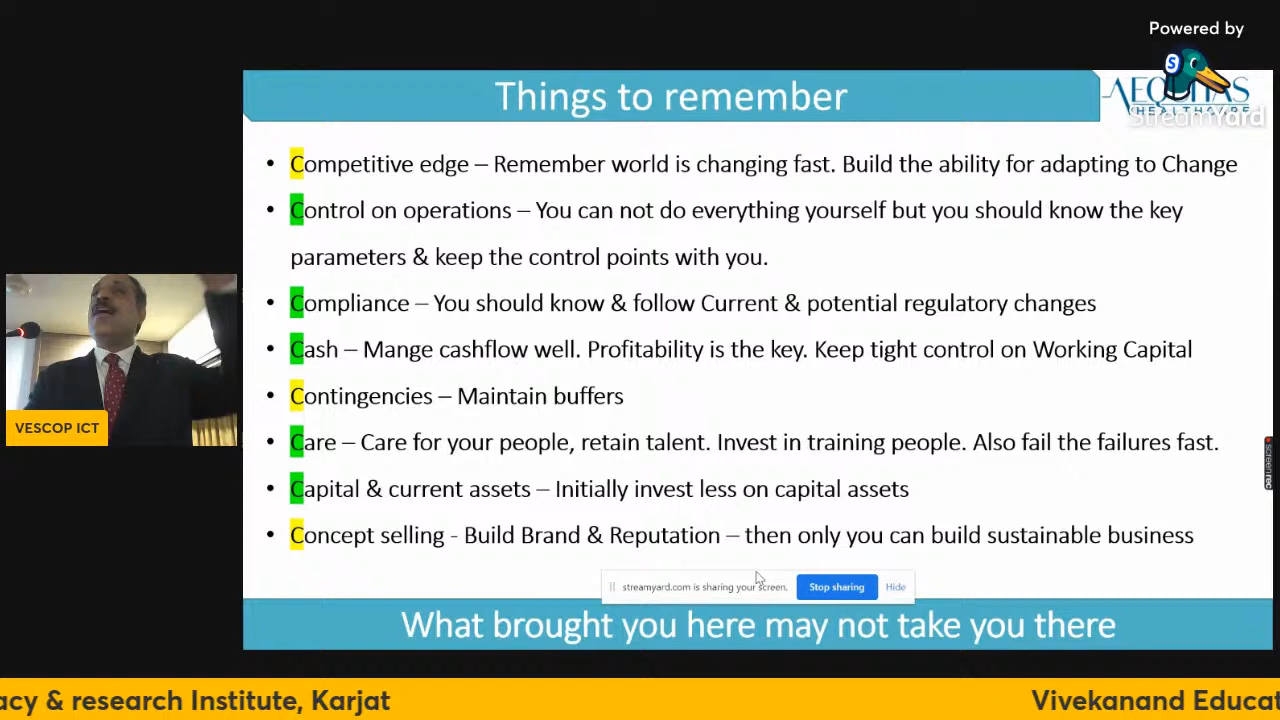 Powered by
Things to remember
AEQUITAS
HEALTHCARE
StreamYard
• Competitive edge – Remember world is changing fast. Build the ability for adapting to Change
• Control on operations – You can not do everything yourself but you should know the key
parameters & keep the control points with you.
• Compliance – You should know & follow Current & potential regulatory changes
• Cash – Mange cashflow well. Profitability is the key. Keep tight control on Working Capital
• Contingencies – Maintain buffers
VESCOP ICT
• Care – Care for your people, retain talent. Invest in training people. Also fail the failures fast.
• Capital & current assets – Initially invest less on capital assets
• Concept selling - Build Brand & Reputation – then only you can build sustainable business
screenrec
streamyard.com is sharing your screen. Stop sharing Hide
What brought you here may not take you there
acy & research Institute, Karjat Vivekanand Educat